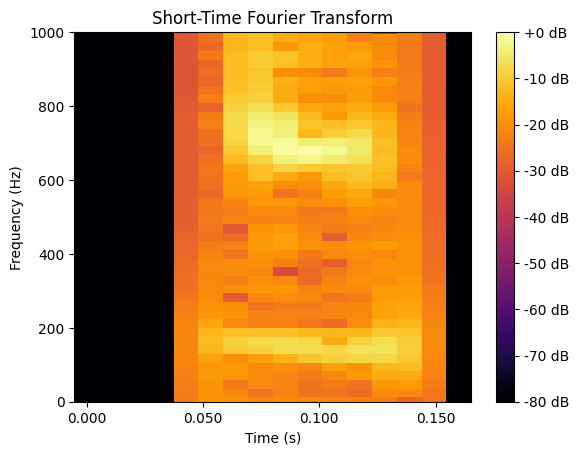 Short-Time Fourier Transform
Frequency (Hz)
1000
800
600
400
200
0
0.000
0.050
0.100
0.150
Time (s)
+0 dB
-10 dB
-20 dB
-30 dB
-40 dB
-50 dB
-60 dB
-70 dB
-80 dB